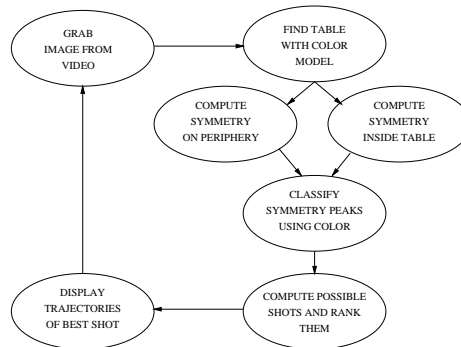 GRAB
IMAGE FROM
VIDEO
FIND TABLE
WITH COLOR
MODEL
COMPUTE
SYMMETRY
ON PERIPHERY
COMPUTE
SYMMETRY
INSIDE TABLE
CLASSIFY
SYMMETRY PEAKS
USING COLOR
COMPUTE POSSIBLE
SHOTS AND RANK
THEM
DISPLAY
TRAJECTORIES
OF BEST SHOT